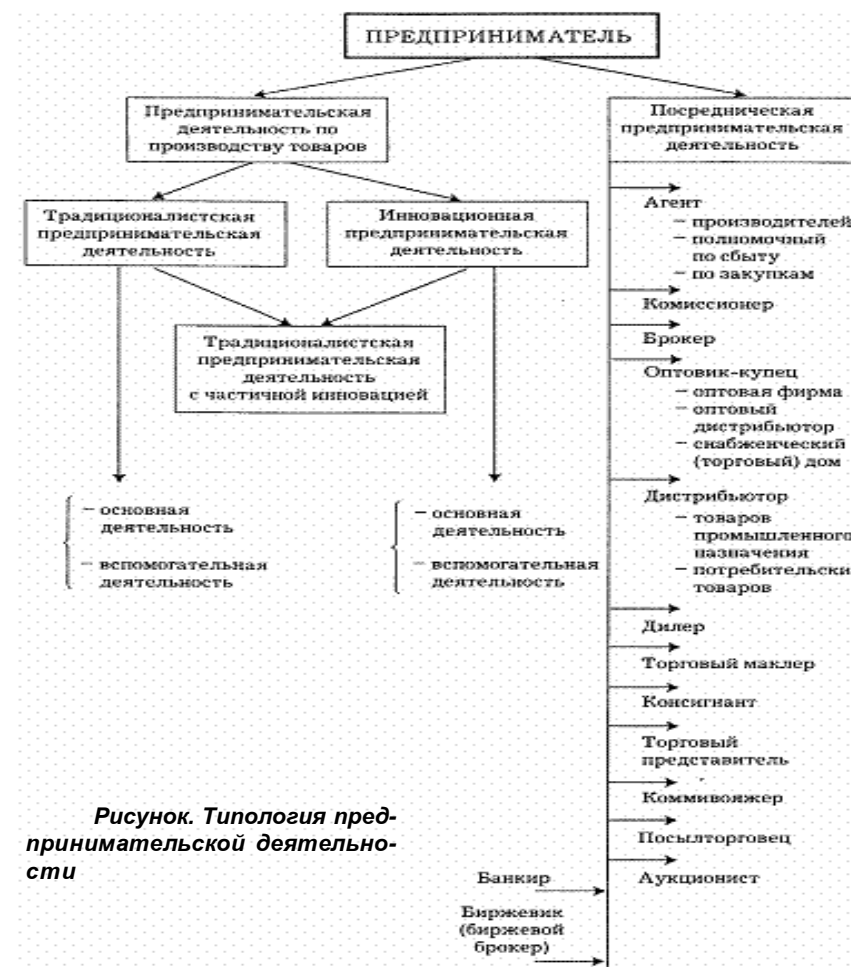 ПРЕДПРИНИМАТЕЛЬ
Предпринимательская
деятельность по
производству товаров
Посредническая
предпринимательская
деятельность
Традиционалистская
предпринимательская
деятельность
Инновационная
предпринимательская
деятельность
Традиционалистская
предпринимательская
деятельность
с частичной инновацией
– основная
деятельность
– вспомогательная
деятельность
– основная
деятельность
– вспомогательная
деятельность
Агент
– производителей
– полномочный
по сбыту
– по закупкам
Комиссионер
Брокер
Оптовик-купец
– оптовая фирма
– оптовый
дистрибьютор
– снабженческий
(торговый) дом
Дистрибьютор
– товаров
промышленного
назначения
– потребительски
товаров
Дилер
Торговый маклер
Консигнант
Торговый
представитель
Коммивояжер
Посылторговец
Аукционист
Банкир
Биржевик
(биржевой
брокер)
Рисунок. Типология пред-
принимательской деятельно-
сти